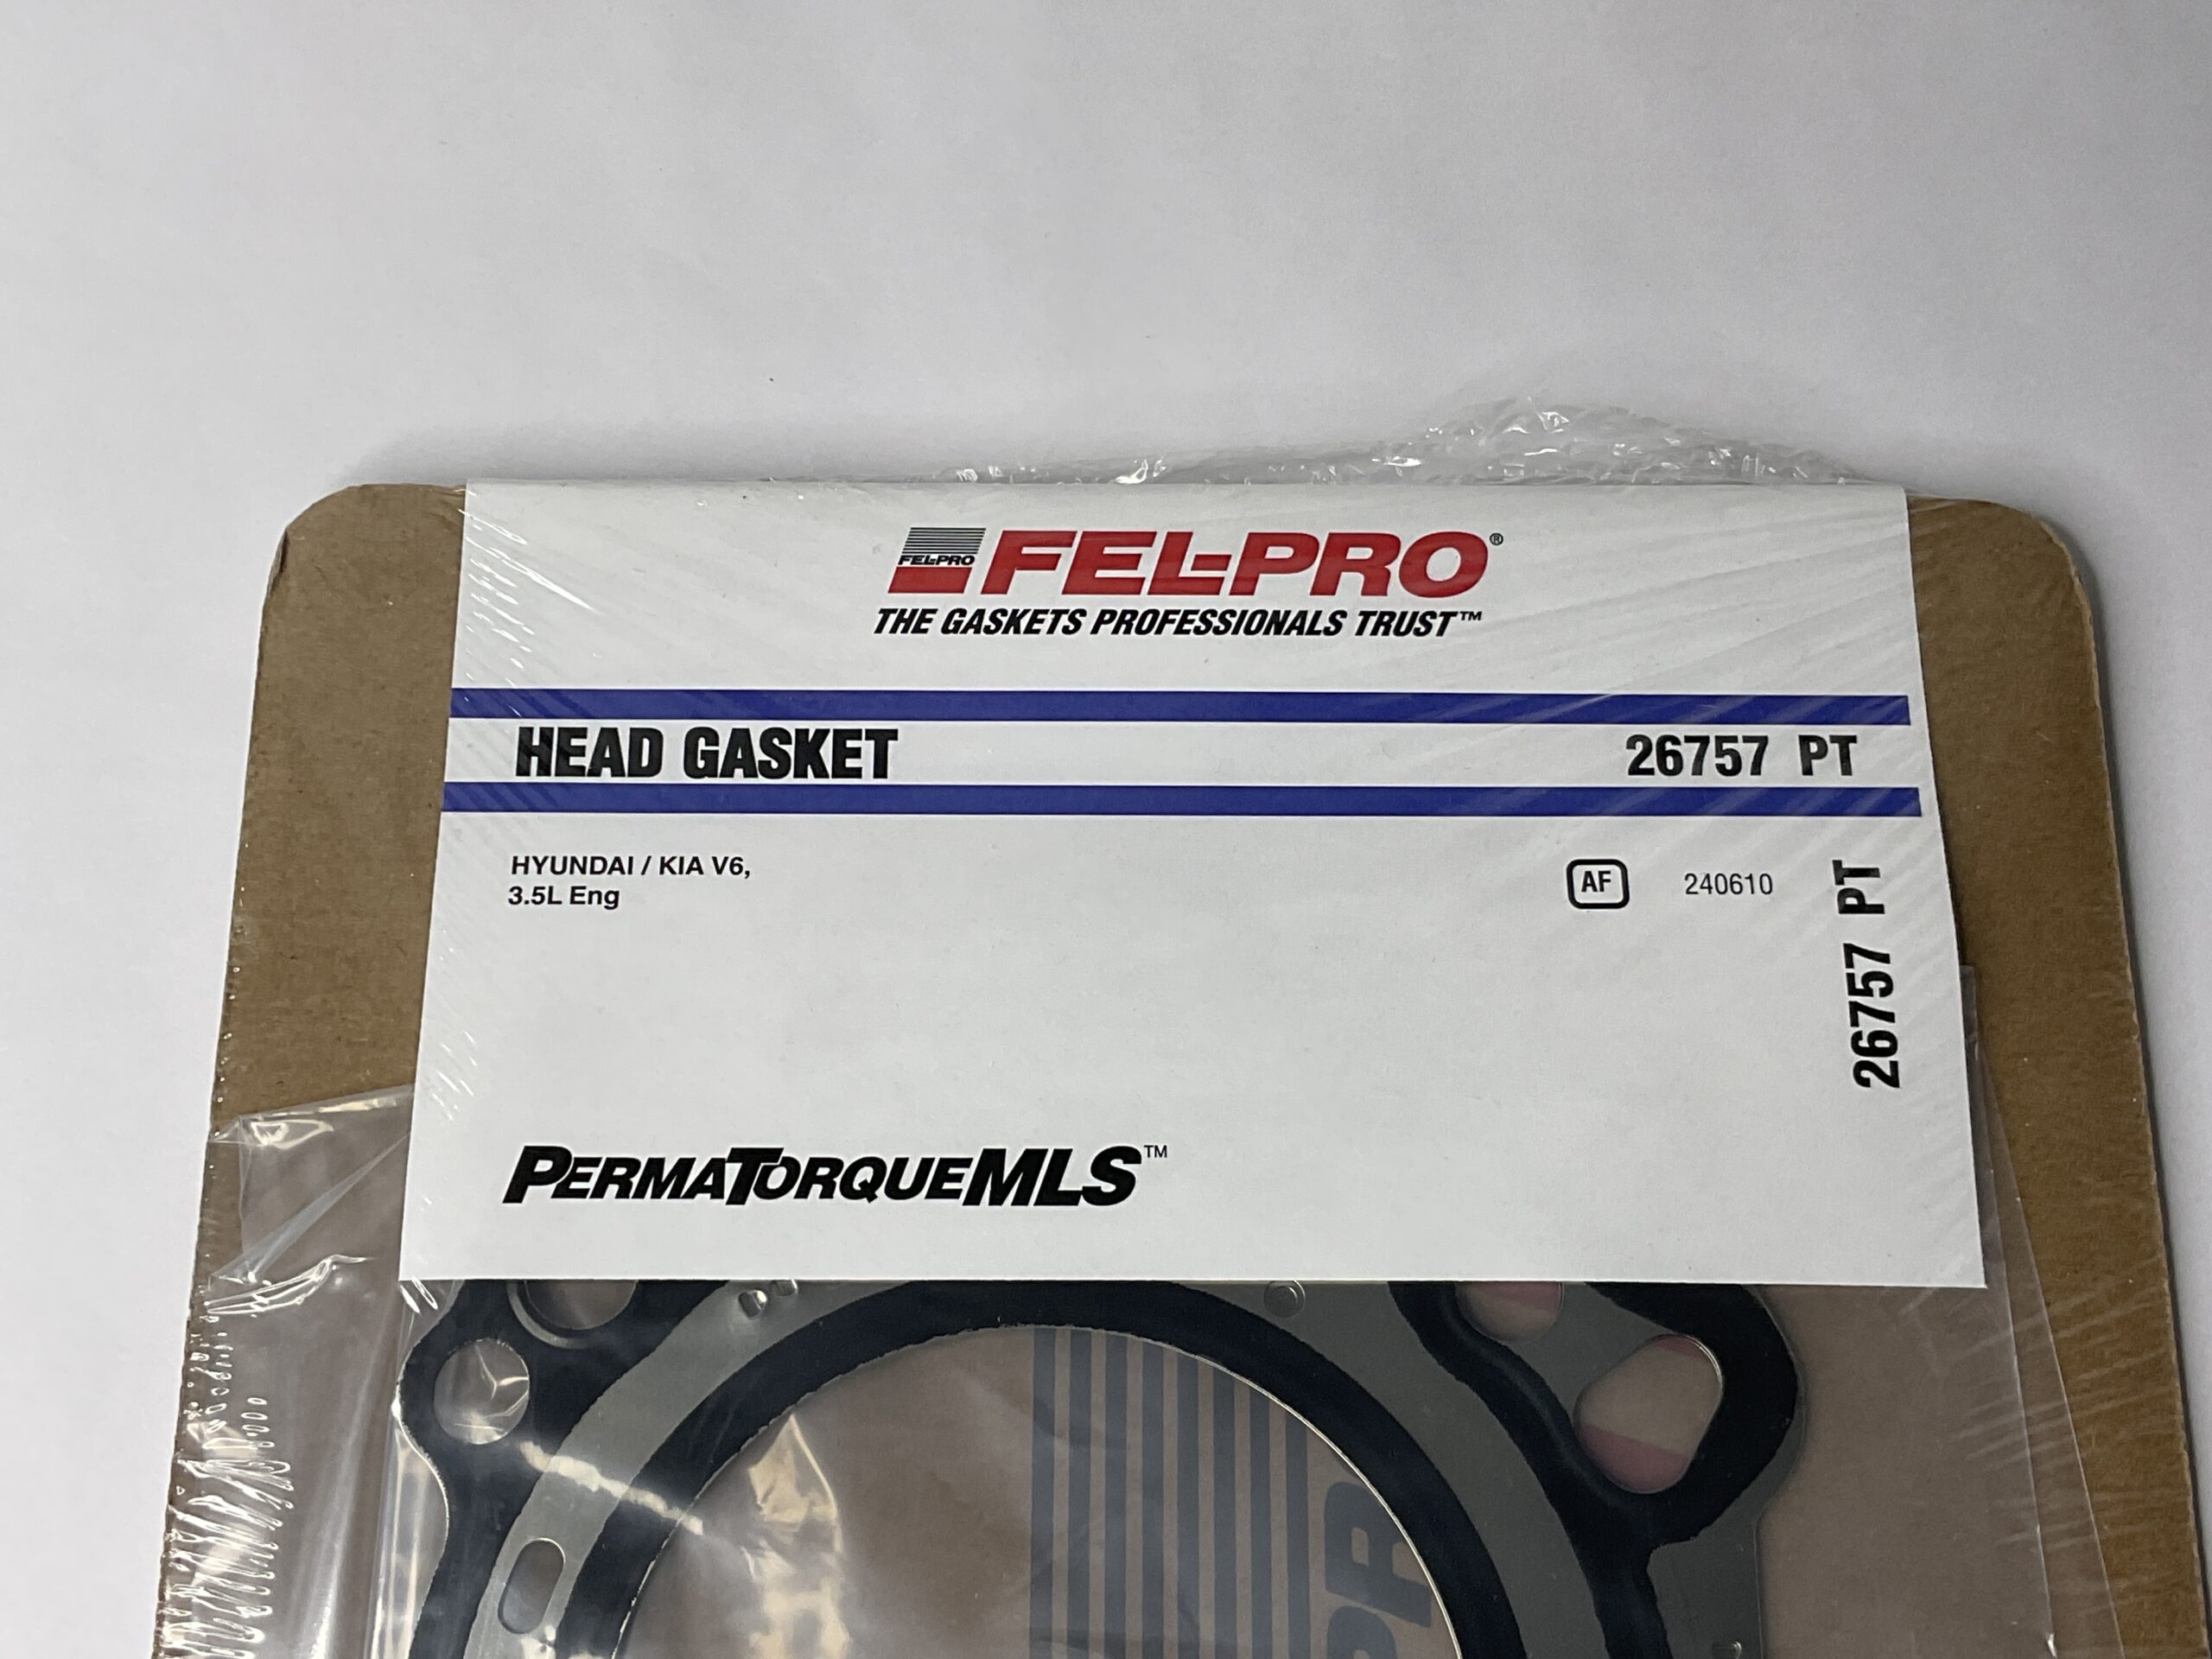 FEL-PRO
FEL-PRO®
THE GASKETS PROFESSIONALS TRUST™
HEAD GASKET
26757 PT
HYUNDAI / KIA V6,
3.5L Eng
AF
240610
26757 PT
PERMATORQUEMLS™
PR